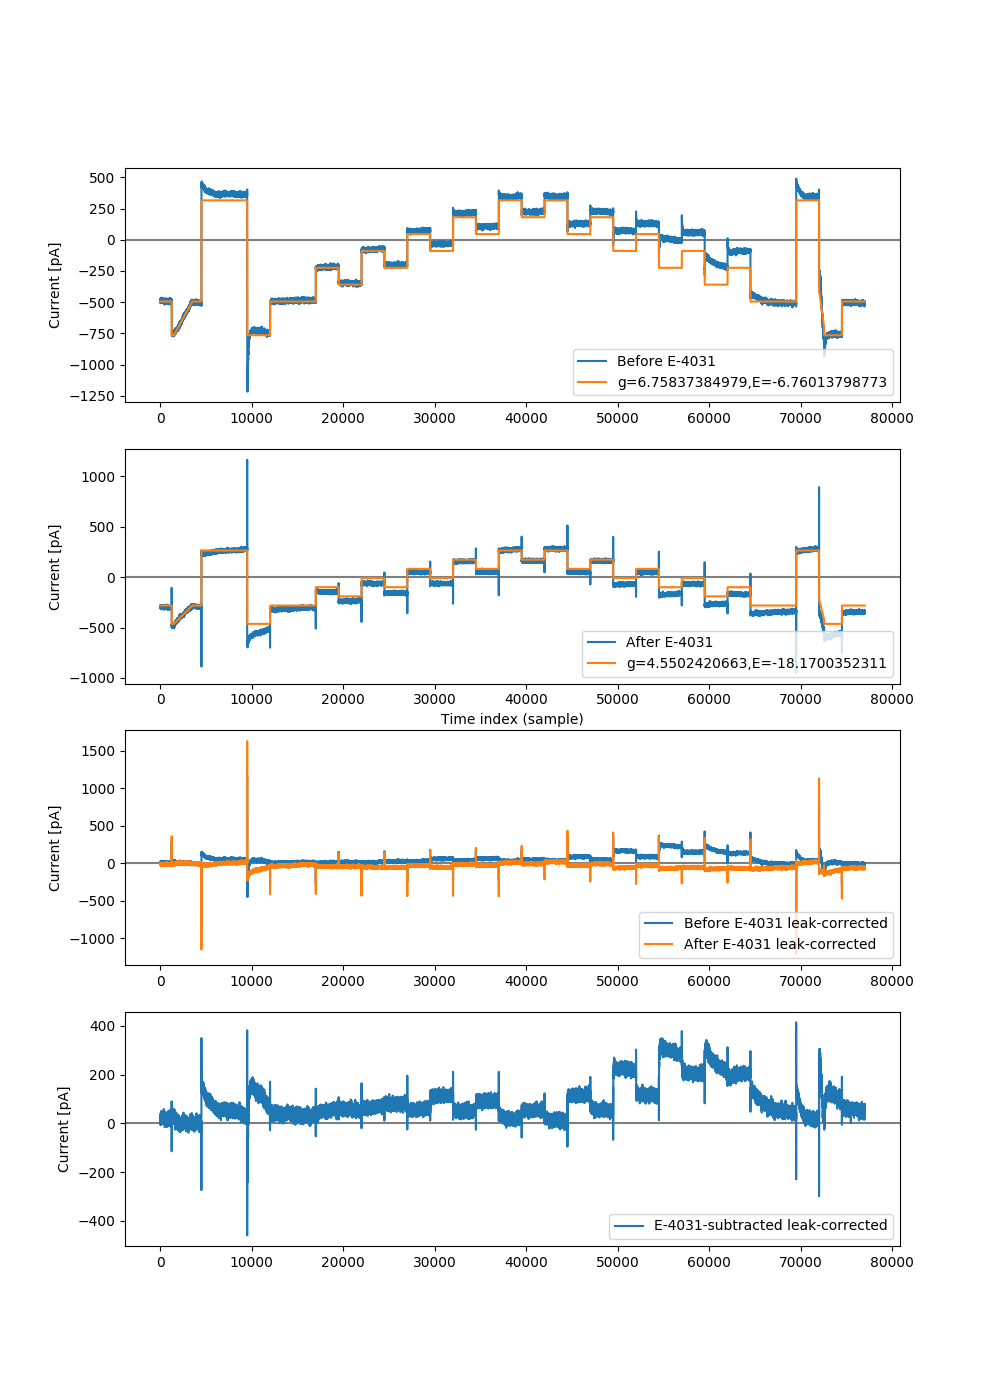 500
250
0
−250
−500
−750
−1000
−1250
Current [pA]
Before E-4031
g=6.75837384979,E=-6.76013798773
0 10000 20000 30000 40000 50000 60000 70000 80000
1000
500
0
−500
−1000
Current [pA]
After E-4031
g=4.5502420663,E=-18.1700352311
0 10000 20000 30000 40000 50000 60000 70000 80000
Time index (sample)
1500
1000
500
0
−500
−1000
Current [pA]
Before E-4031 leak-corrected
After E-4031 leak-corrected
0 10000 20000 30000 40000 50000 60000 70000 80000
400
200
0
−200
−400
Current [pA]
E-4031-subtracted leak-corrected
0 10000 20000 30000 40000 50000 60000 70000 80000